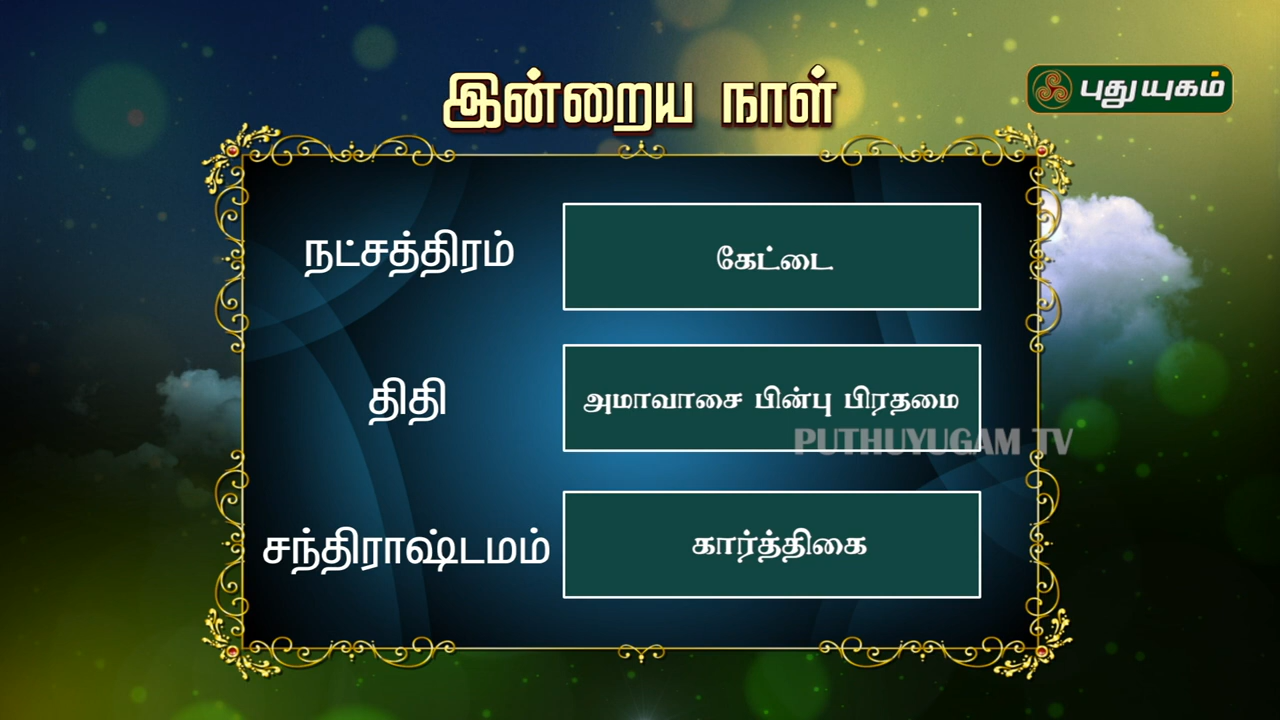 இன்றைய நாள்
புதுயுகம்
நட்சத்திரம்
கேட்டை
திதி
அமாவாசை பின்பு பிரதமை
PUTHUYUGAM TV
சந்திராஷ்டமம்
கார்த்திகை